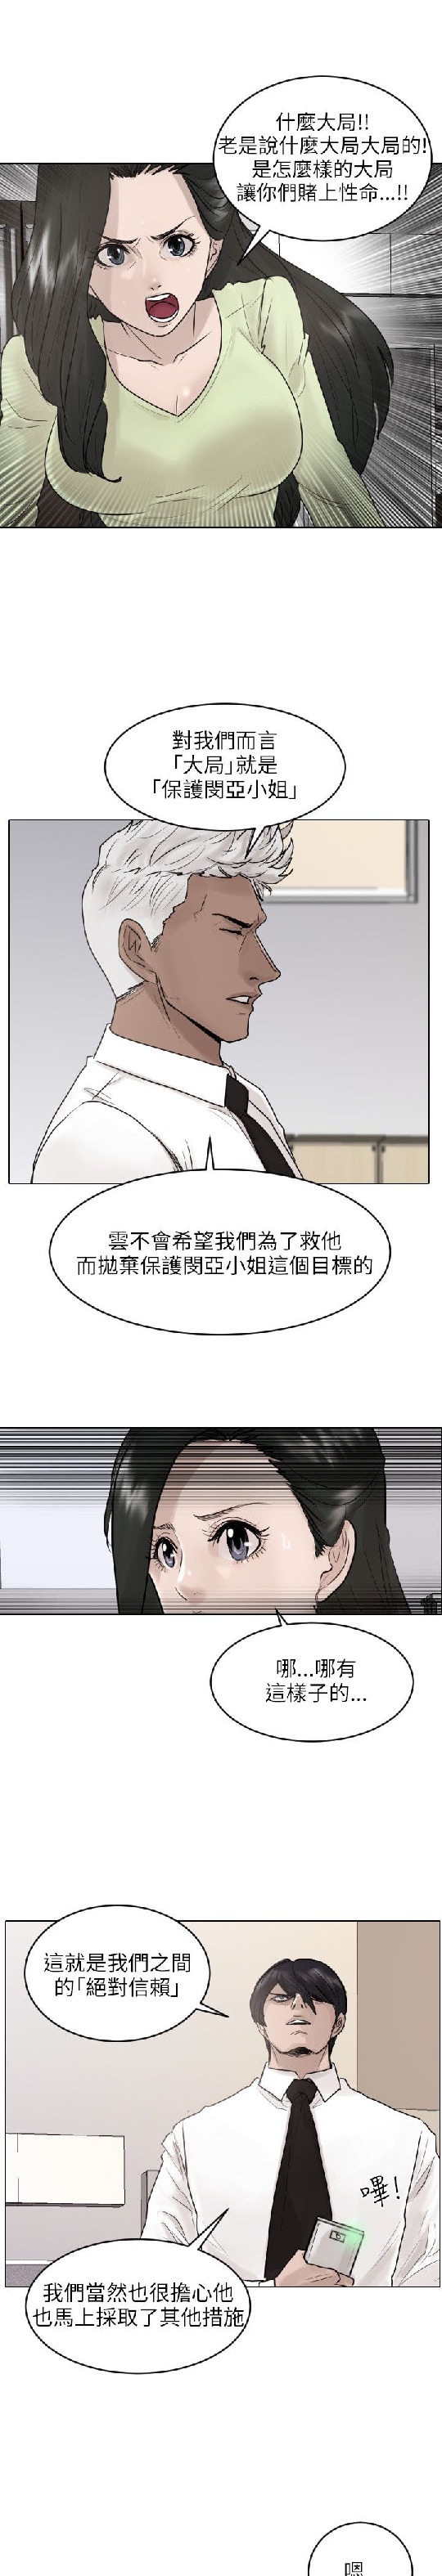 什麼大局!!
老是說什麼大局大局的!
是怎麼樣的大局
讓你們賭上性命...!!
對我們而言
「大局」就是
「保護閔亞小姐」
雲不會希望我們為了救他
而拋棄保護閔亞小姐這個目標的
哪...哪有
這樣子的...
這就是我們之間
的「絕對信賴」
嗶!
我們當然也很擔心他
也馬上採取了其他措施
嗯